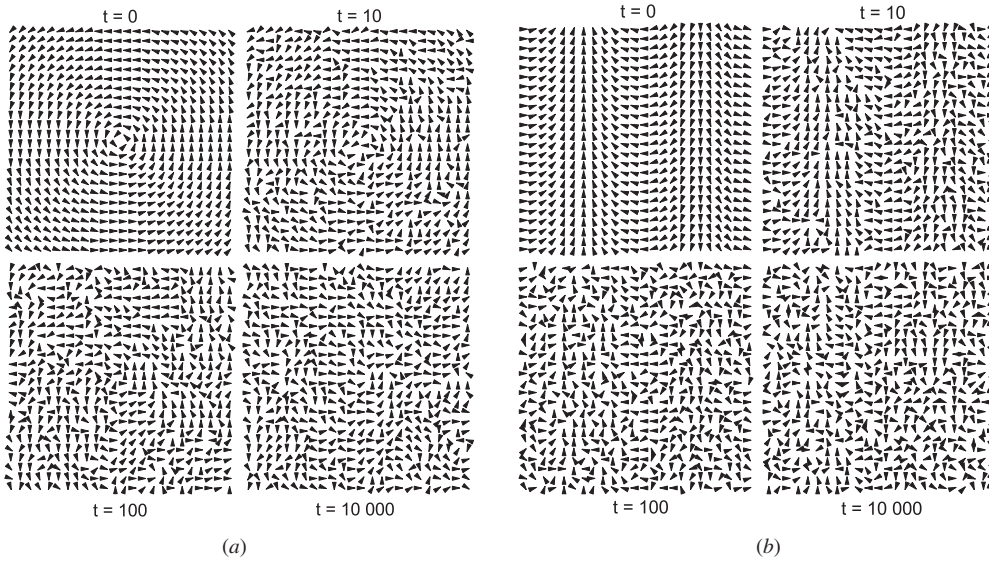 t = 0
t = 10
t = 100
t = 10 000
(a)
t = 0
t = 10
t = 100
t = 10 000
(b)